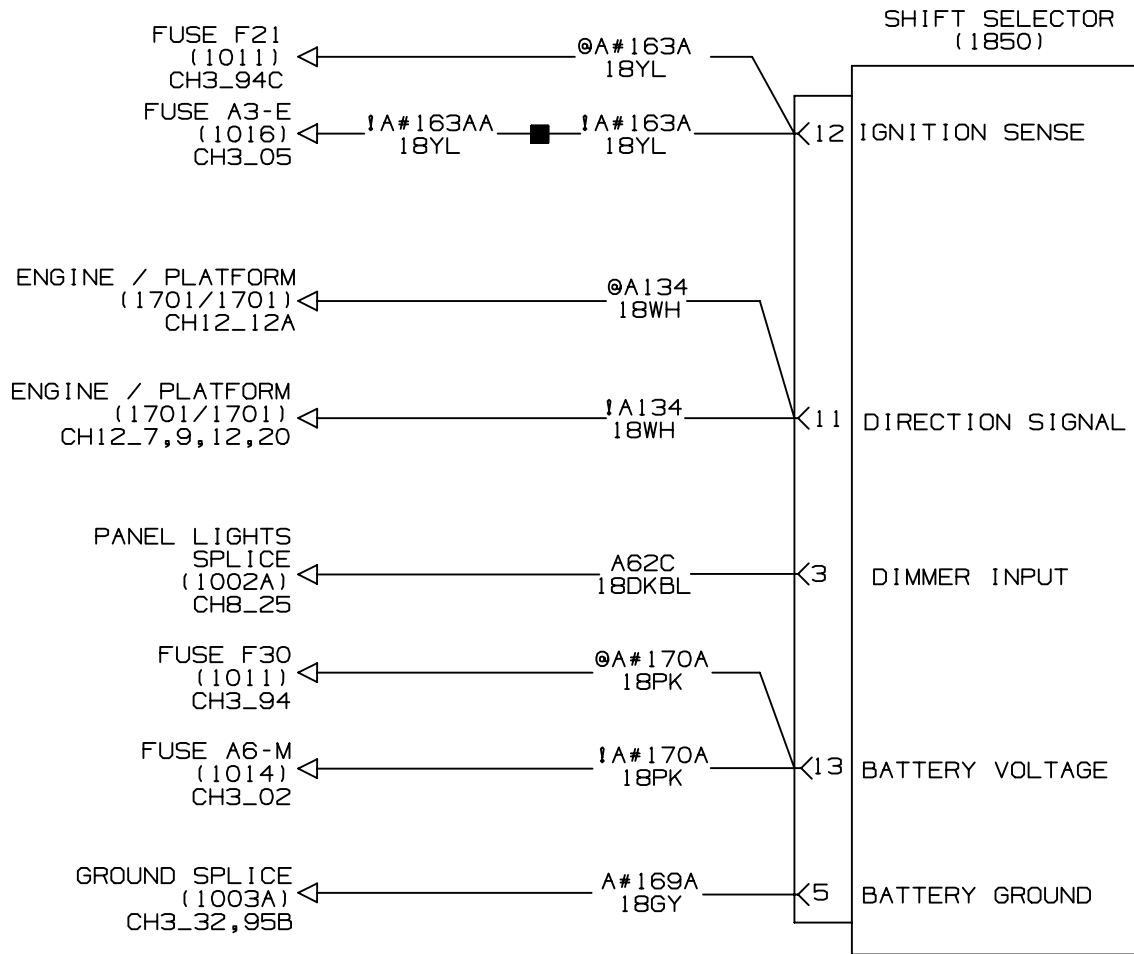 SHIFT SELECTOR
(1850)
FUSE F21
(1011)
CH3_94C
@A#163A
18YL
FUSE A3-E
(1016)
CH3_05
!A#163AA
18YL
!A#163A
18YL
12 IGNITION SENSE
ENGINE / PLATFORM
(1701/1701)
CH12_12A
@A134
18WH
ENGINE / PLATFORM
(1701/1701)
CH12_7,9,12,20
!A134
18WH
11 DIRECTION SIGNAL
PANEL LIGHTS
SPLICE
(1002A)
CH8_25
A62C
18DKBL
3 DIMMER INPUT
FUSE F30
(1011)
CH3_94
@A#170A
18PK
FUSE A6-M
(1014)
CH3_02
!A#170A
18PK
13 BATTERY VOLTAGE
GROUND SPLICE
(1003A)
CH3_32,95B
A#169A
18GY
5 BATTERY GROUND